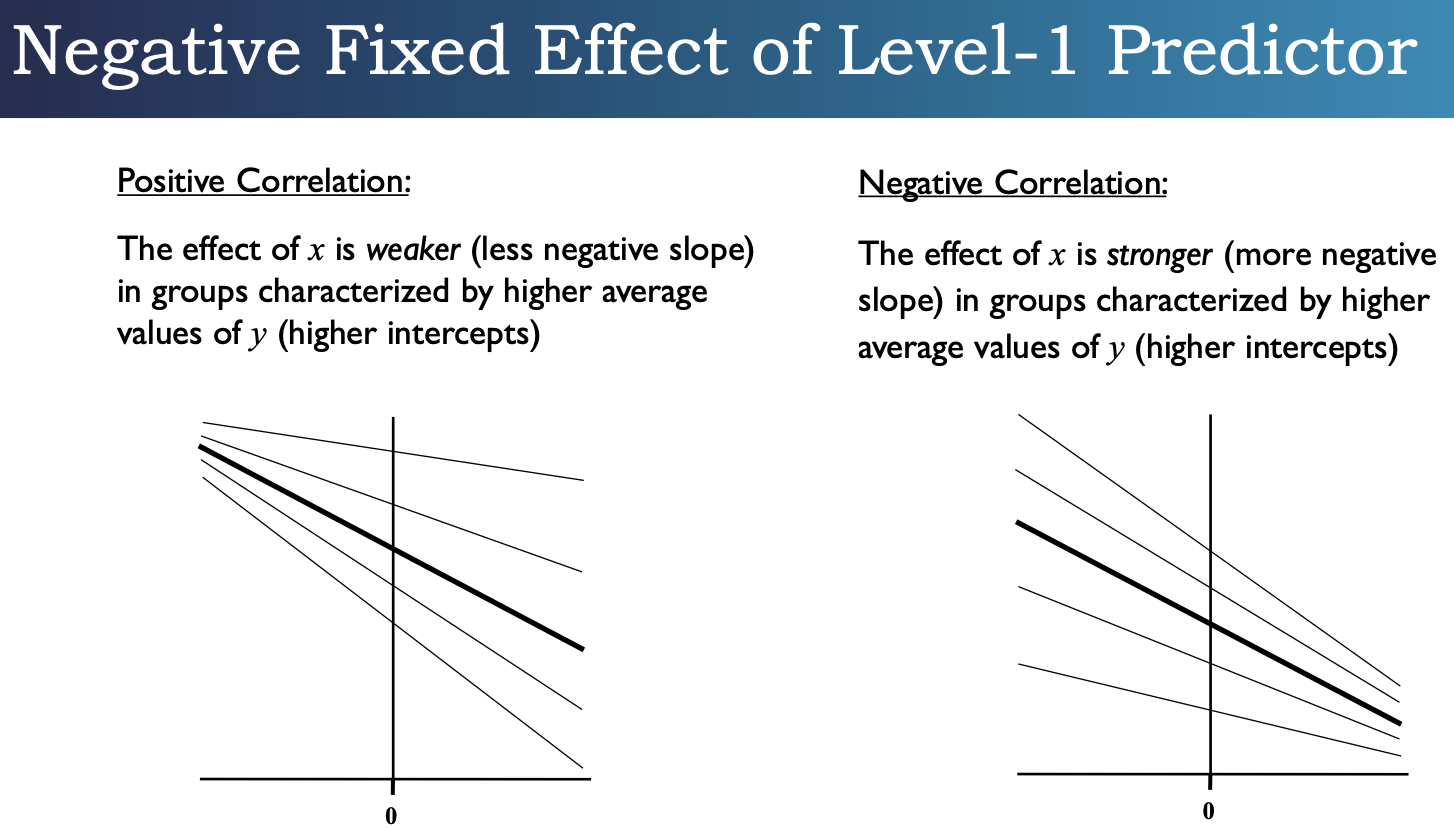 Negative Fixed Effect of Level-1 Predictor
Positive Correlation:
The effect of x is weaker (less negative slope)
in groups characterized by higher average
values of y (higher intercepts)
0
Negative Correlation:
The effect of x is stronger (more negative
slope) in groups characterized by higher
average values of y (higher intercepts)
0